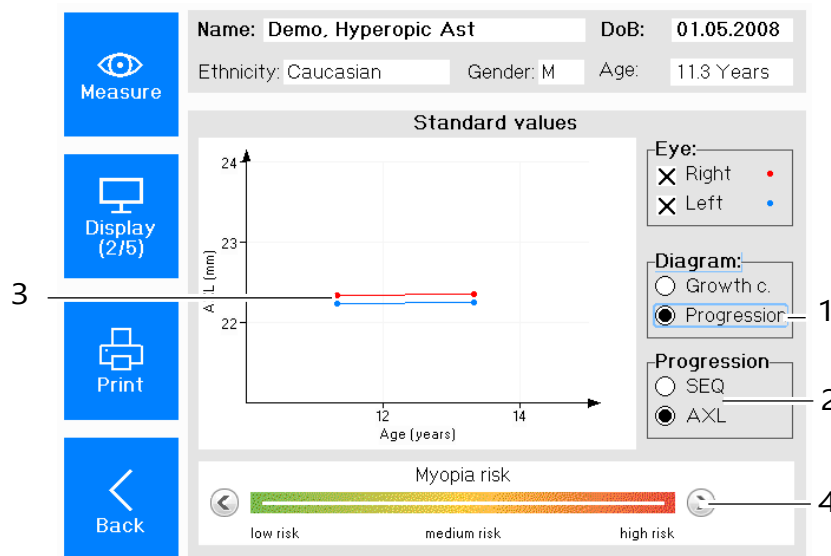 Name: Demo, Hyperopic Ast DoB: 01.05.2008
Ethnicity: Caucasian Gender: M Age: 11.3 Years
Measure
Display
(2/5)
Print
Back
Standard values
24
23
22
12
14
Age (years)
(mm)
3
Eye:
Right
Left
Diagram:
Growth c.
Progression
1
Progression
SEQ
AXL
2
Myopia risk
4
low risk medium risk high risk